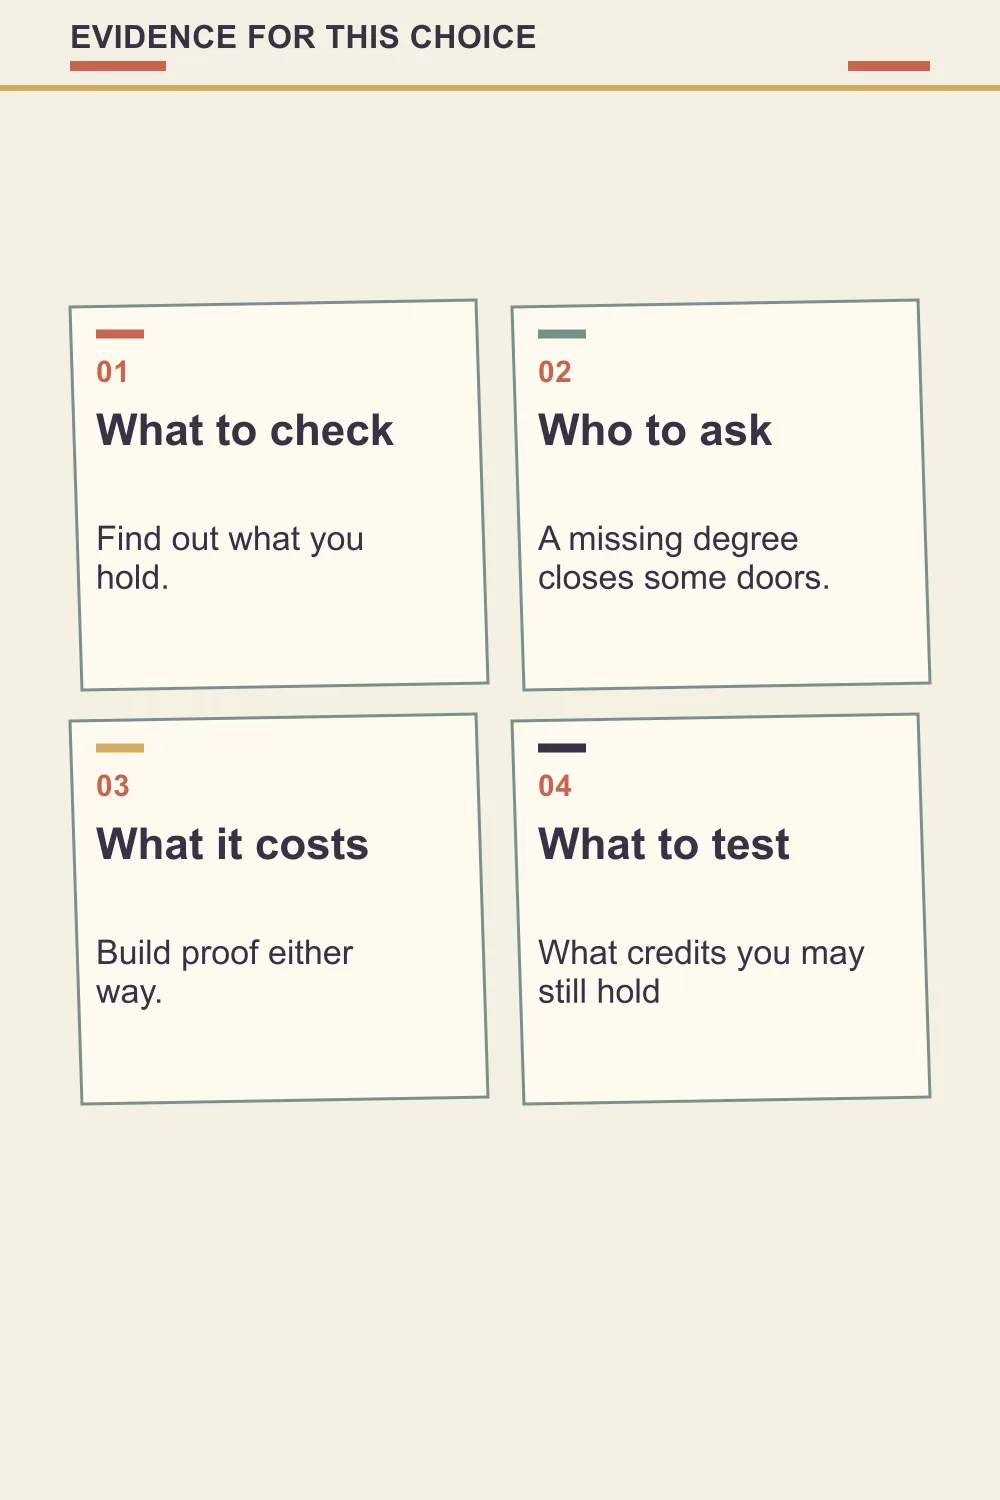 EVIDENCE FOR THIS CHOICE
01
What to check
Find out what you
hold.
02
Who to ask
A missing degree
closes some doors.
03
What it costs
Build proof either
way.
04
What to test
What credits you may
still hold